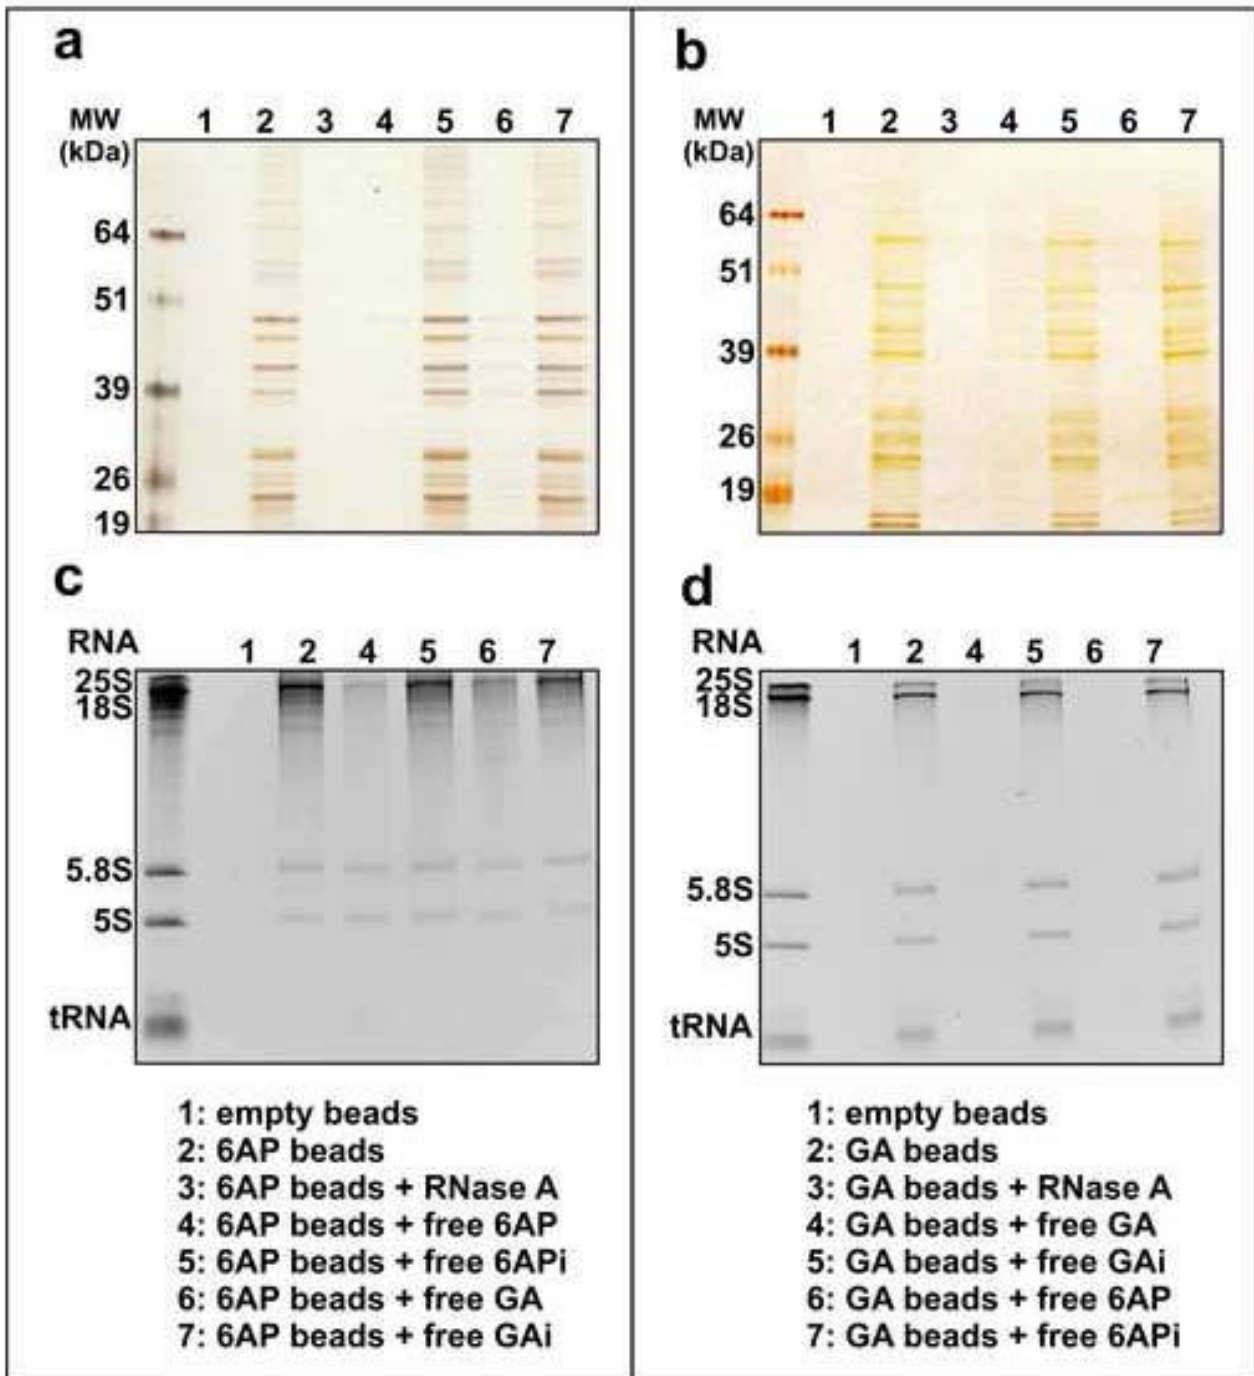 a
MW (kDa) 1 2 3 4 5 6 7
64
51
39
26
19
b
MW (kDa) 1 2 3 4 5 6 7
64
51
39
26
19
c
RNA 1 2 4 5 6 7
25S
18S
5.8S
5S
tRNA
1: empty beads
2: 6AP beads
3: 6AP beads + RNase A
4: 6AP beads + free 6AP
5: 6AP beads + free 6APi
6: 6AP beads + free GA
7: 6AP beads + free GAi
d
RNA 1 2 4 5 6 7
25S
18S
5.8S
5S
tRNA
1: empty beads
2: GA beads
3: GA beads + RNase A
4: GA beads + free GA
5: GA beads + free GAi
6: GA beads + free 6AP
7: GA beads + free 6APi